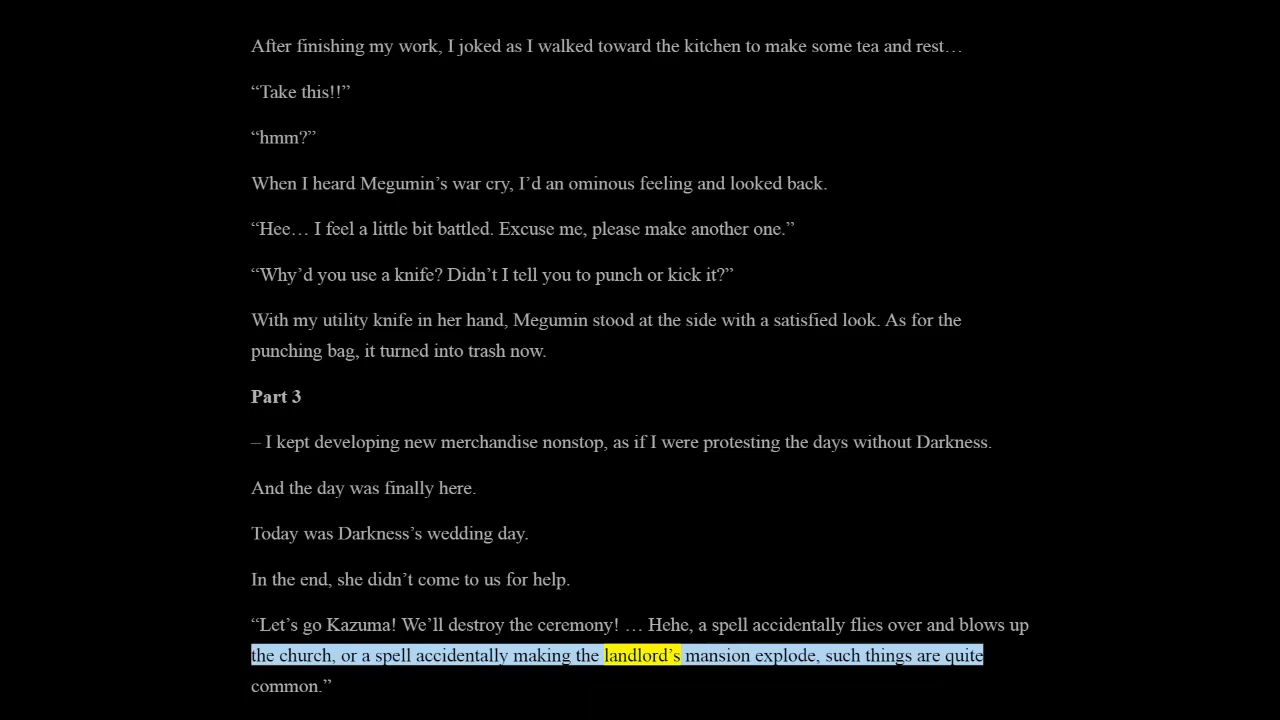 After finishing my work, I joked as I walked toward the kitchen to make some tea and rest…
“Take this!!”
“hmm?”
When I heard Megumin’s war cry, I’d an ominous feeling and looked back.
“Hee… I feel a little bit battled. Excuse me, please make another one.”
“Why’d you use a knife? Didn’t I tell you to punch or kick it?”
With my utility knife in her hand, Megumin stood at the side with a satisfied look. As for the
punching bag, it turned into trash now.
Part 3
– I kept developing new merchandise nonstop, as if I were protesting the days without Darkness.
And the day was finally here.
Today was Darkness’s wedding day.
In the end, she didn’t come to us for help.
“Let’s go Kazuma! We’ll destroy the ceremony! … Hehe, a spell accidentally flies over and blows up
the church, or a spell accidentally making the landlord’s mansion explode, such things are quite
common.”